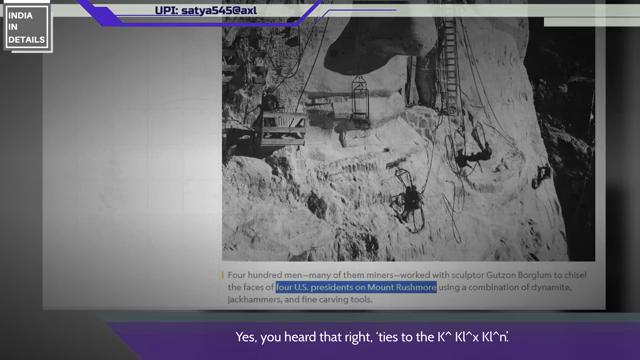 INDIA
IN
DETAILS
UPI: satya545@axl
Four hundred men—many of them miners—worked with sculptor Gutzon Borglum to chisel
the faces of four U.S. presidents on Mount Rushmore using a combination of dynamite,
jackhammers, and fine carving tools.
Yes, you heard that right, 'ties to the K^ Kl^x Kl^n'.